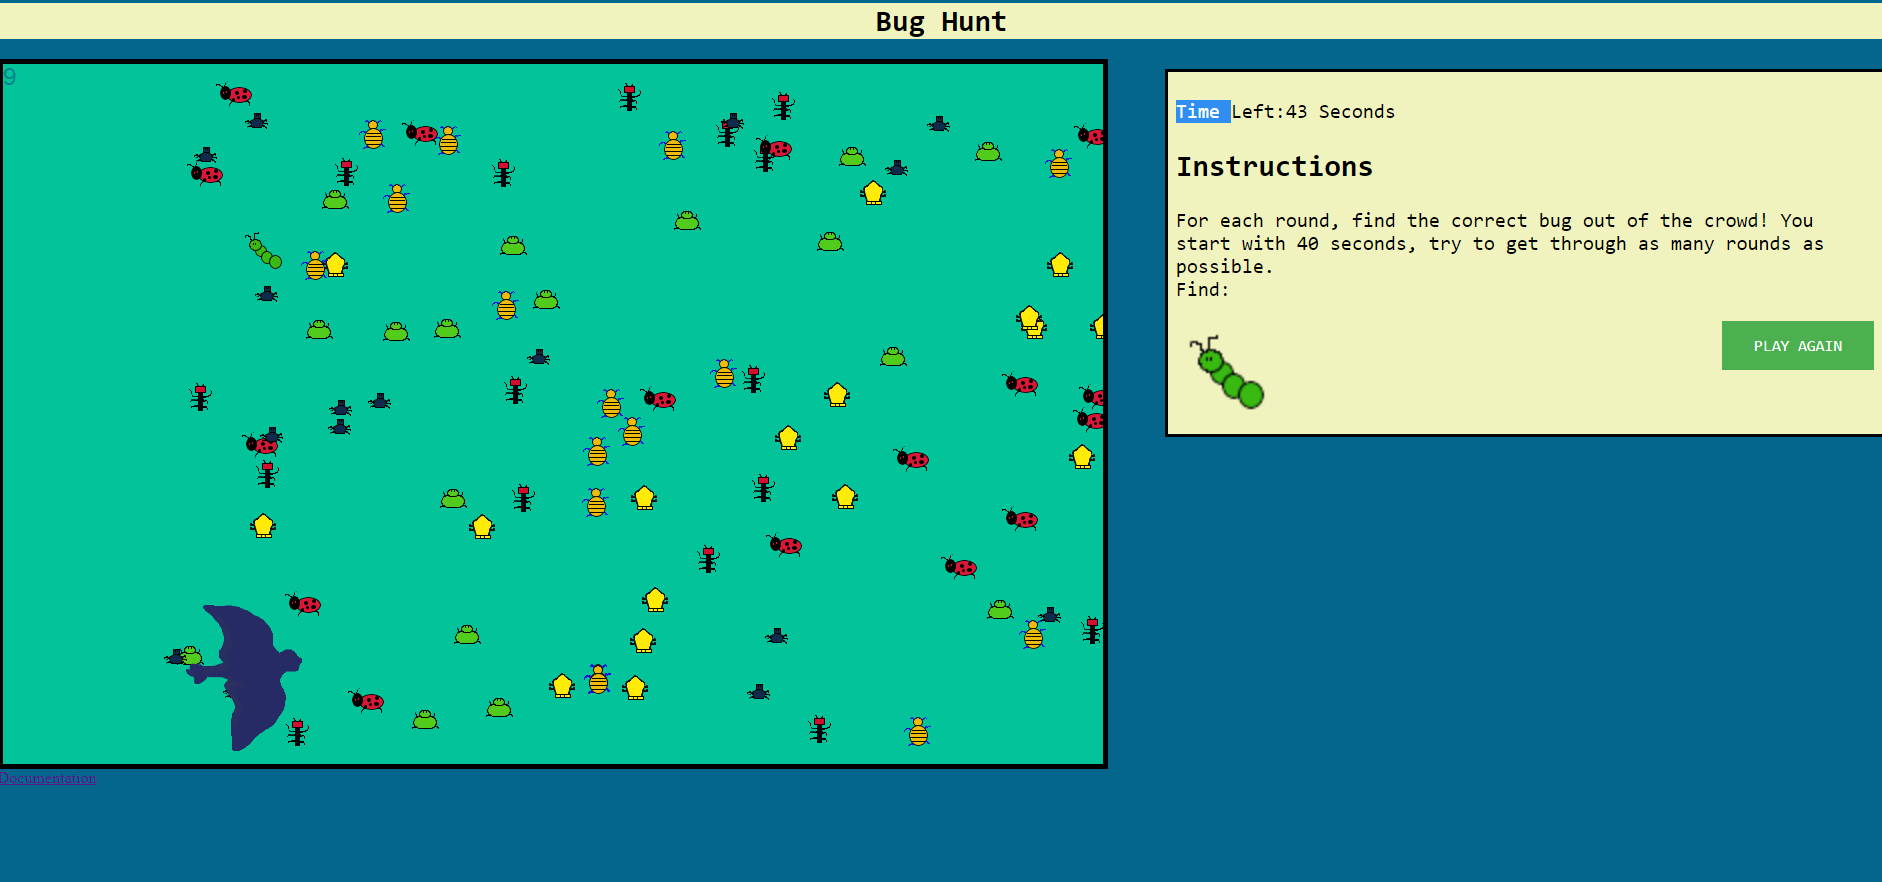 Bug Hunt
9
Time Left:43 Seconds
Instructions
For each round, find the correct bug out of the crowd! You
start with 40 seconds, try to get through as many rounds as
possible.
Find:
PLAY AGAIN
Documentation